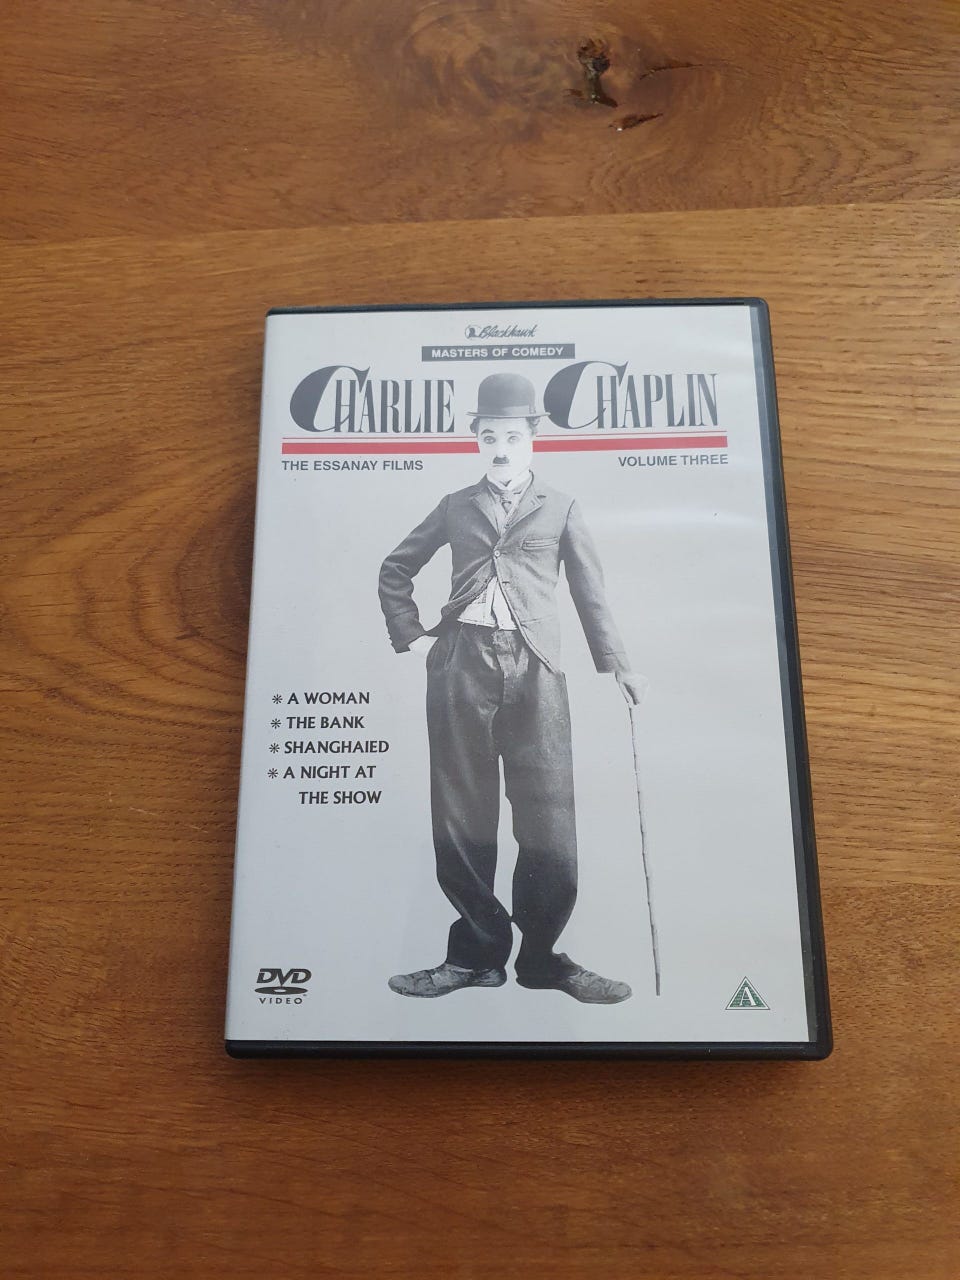 Blackhawk
MASTERS OF COMEDY
CHARLIE CHAPLIN
THE ESSANAY FILMS
VOLUME THREE
* A WOMAN
* THE BANK
* SHANGHAIED
* A NIGHT AT
THE SHOW
DVD
VIDEO
A